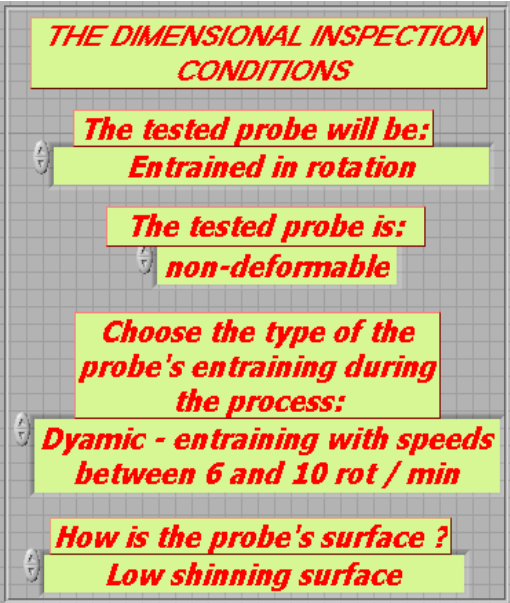 THE DIMENSIONAL INSPECTION
CONDITIONS
The tested probe will be:
Entrained in rotation
The tested probe is:
non-deformable
Choose the type of the
probe's entraining during
the process:
Dyamic - entraining with speeds
between 6 and 10 rot / min
How is the probe's surface ?
Low shinning surface